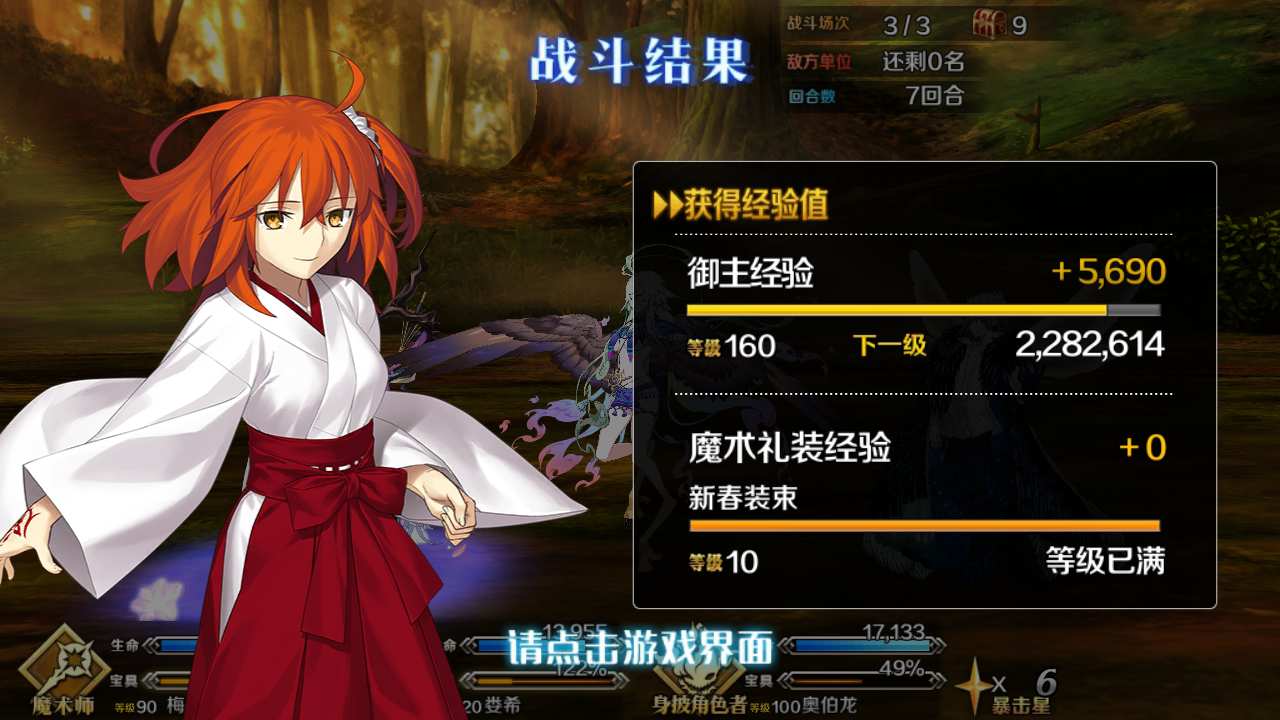 战斗结果
战斗场次 3/3 9
敌方单位 还剩0名
回合数 7回合
获得经验值
御主经验 +5,690
等级160 下一级 2,282,614
魔术礼装经验 +0
新春装束
等级10 等级已满
请点击游戏界面
生命 命 13,955 17,133
宝具 122% 宝具 49%
魔术师 等级90 梅 20 娄希 身披角色者 等级100 奥伯龙
x 6 暴击星